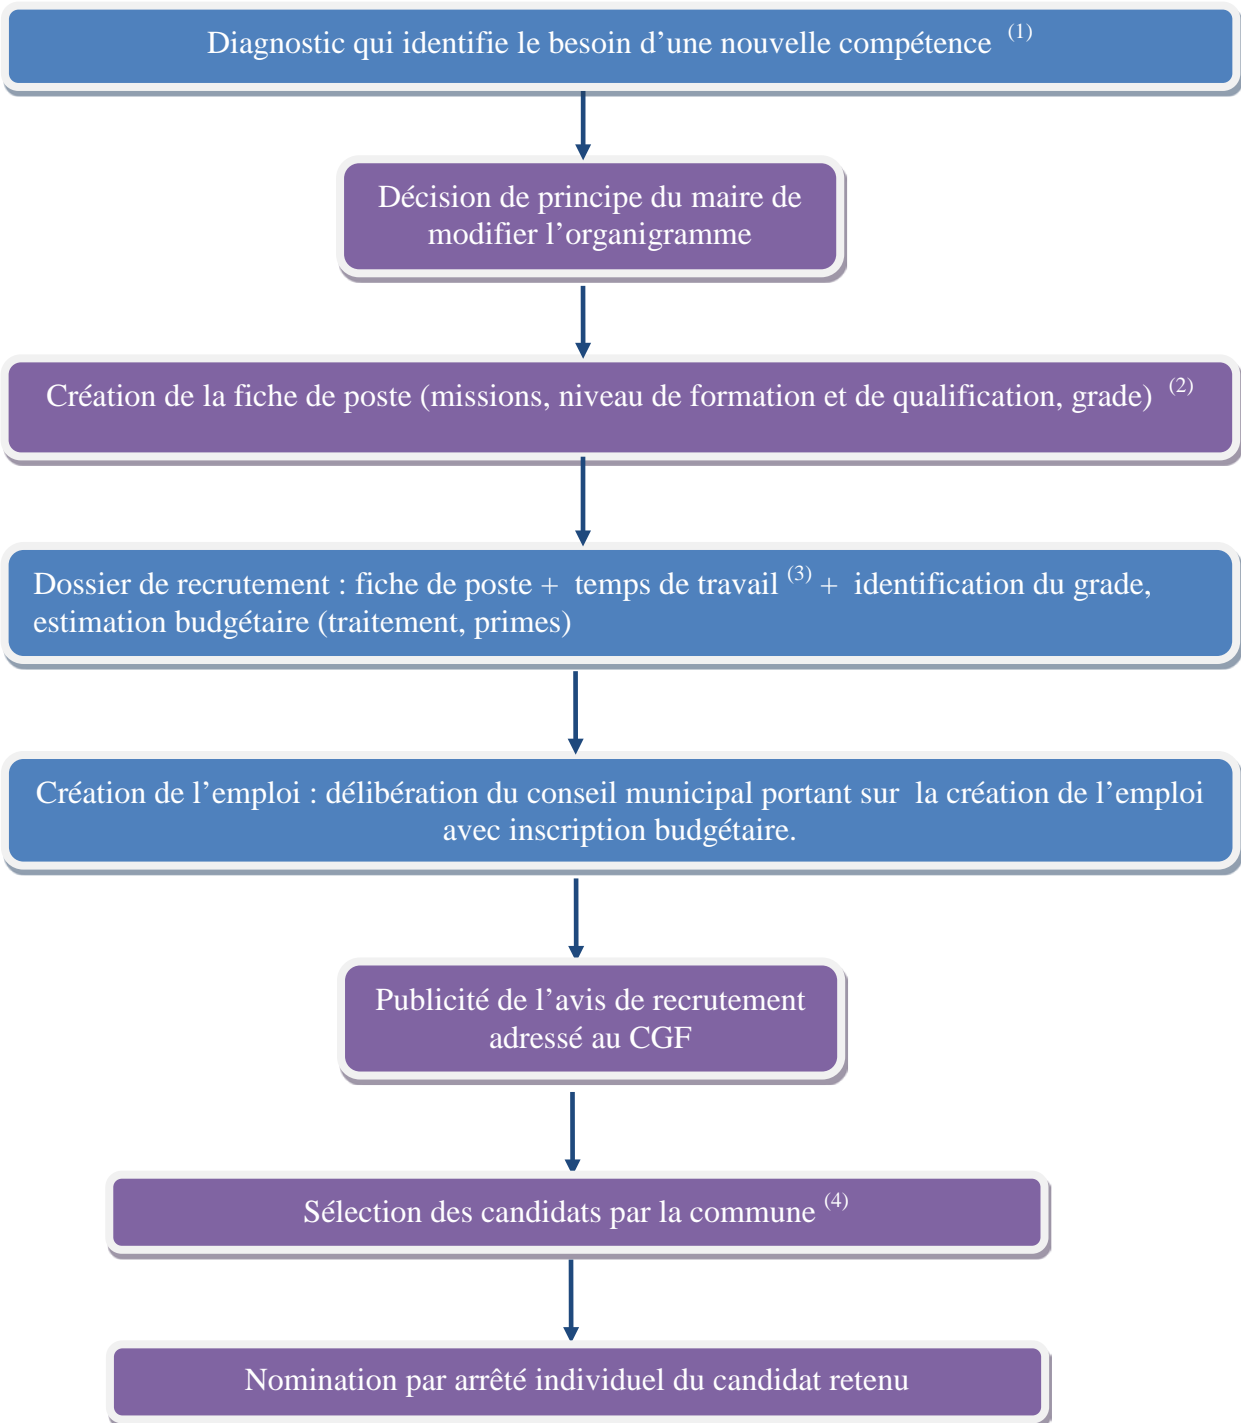 Diagnostic qui identifie le besoin d’une nouvelle compétence (1)
Décision de principe du maire de
modifier l’organigramme
Création de la fiche de poste (missions, niveau de formation et de qualification, grade) (2)
Dossier de recrutement : fiche de poste + temps de travail (3) + identification du grade,
estimation budgétaire (traitement, primes)
Création de l’emploi : délibération du conseil municipal portant sur la création de l’emploi
avec inscription budgétaire.
Publicité de l’avis de recrutement
adressé au CGF
Sélection des candidats par la commune (4)
Nomination par arrêté individuel du candidat retenu